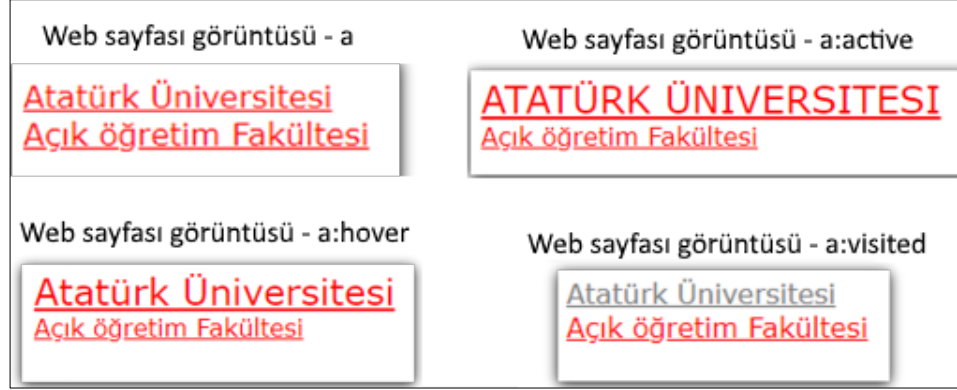 Web sayfası görüntüsü - a
Atatürk Üniversitesi
Açık öğretim Fakültesi
Web sayfası görüntüsü - a:active
ATATÜRK ÜNIVERSITESI
Açık öğretim Fakültesi
Web sayfası görüntüsü - a:hover
Atatürk Üniversitesi
Açık öğretim Fakültesi
Web sayfası görüntüsü - a:visited
Atatürk Üniversitesi
Açık öğretim Fakültesi